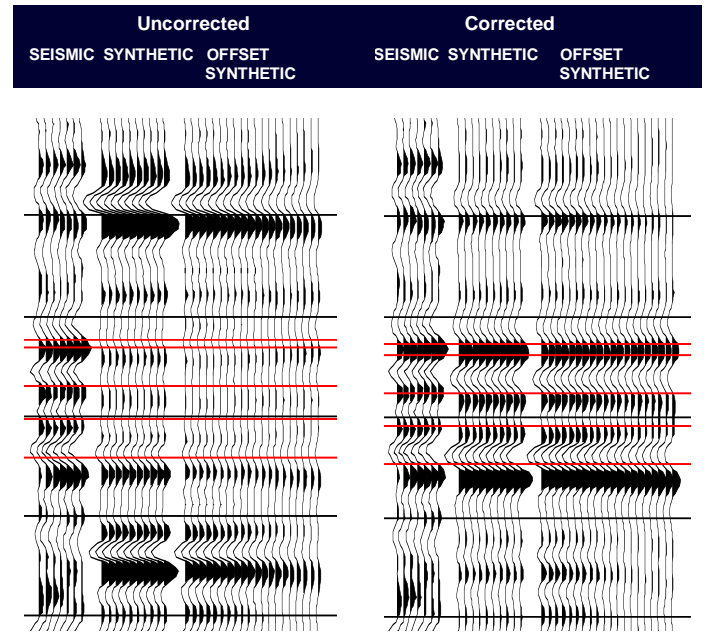 Uncorrected
Corrected
SEISMIC SYNTHETIC OFFSET
SYNTHETIC
SEISMIC SYNTHETIC OFFSET
SYNTHETIC